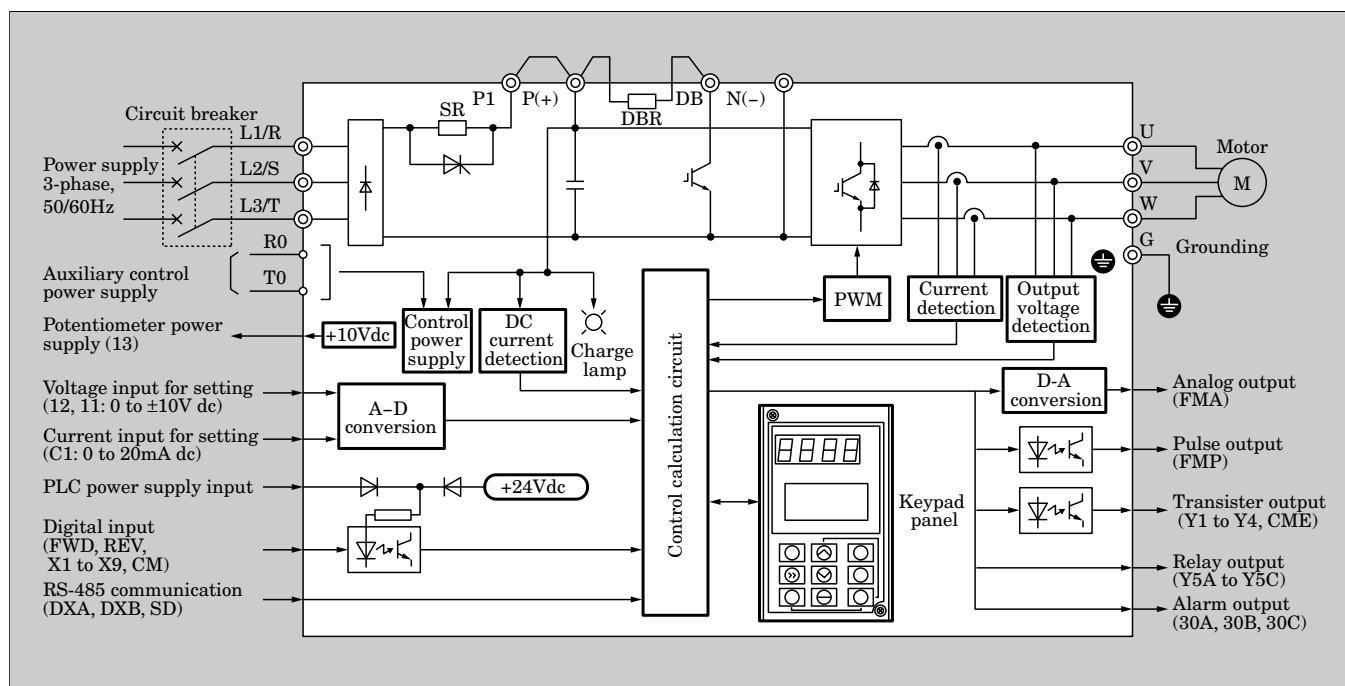 P1
P(+)
DB
N(−)
SR
DBR
Circuit breaker
L1/R
L2/S
L3/T
Power supply
3-phase,
50/60Hz
R0
T0
Auxiliary control
power supply
U
V
W
G
Motor
M
Grounding
Potentiometer power
supply (13)
+10Vdc
Control
power
supply
DC
current
detection
Charge
lamp
PWM
Current
detection
Output
voltage
detection
Control calculation circuit
Voltage input for setting
(12, 11: 0 to ±10V dc)
Current input for setting
(C1: 0 to 20mA dc)
A–D
conversion
PLC power supply input
+24Vdc
Digital input
(FWD, REV,
X1 to X9, CM)
RS-485 communication
(DXA, DXB, SD)
8888
Keypad
panel
D-A
conversion
Analog output
(FMA)
Pulse output
(FMP)
Transister output
(Y1 to Y4, CME)
Relay output
(Y5A to Y5C)
Alarm output
(30A, 30B, 30C)